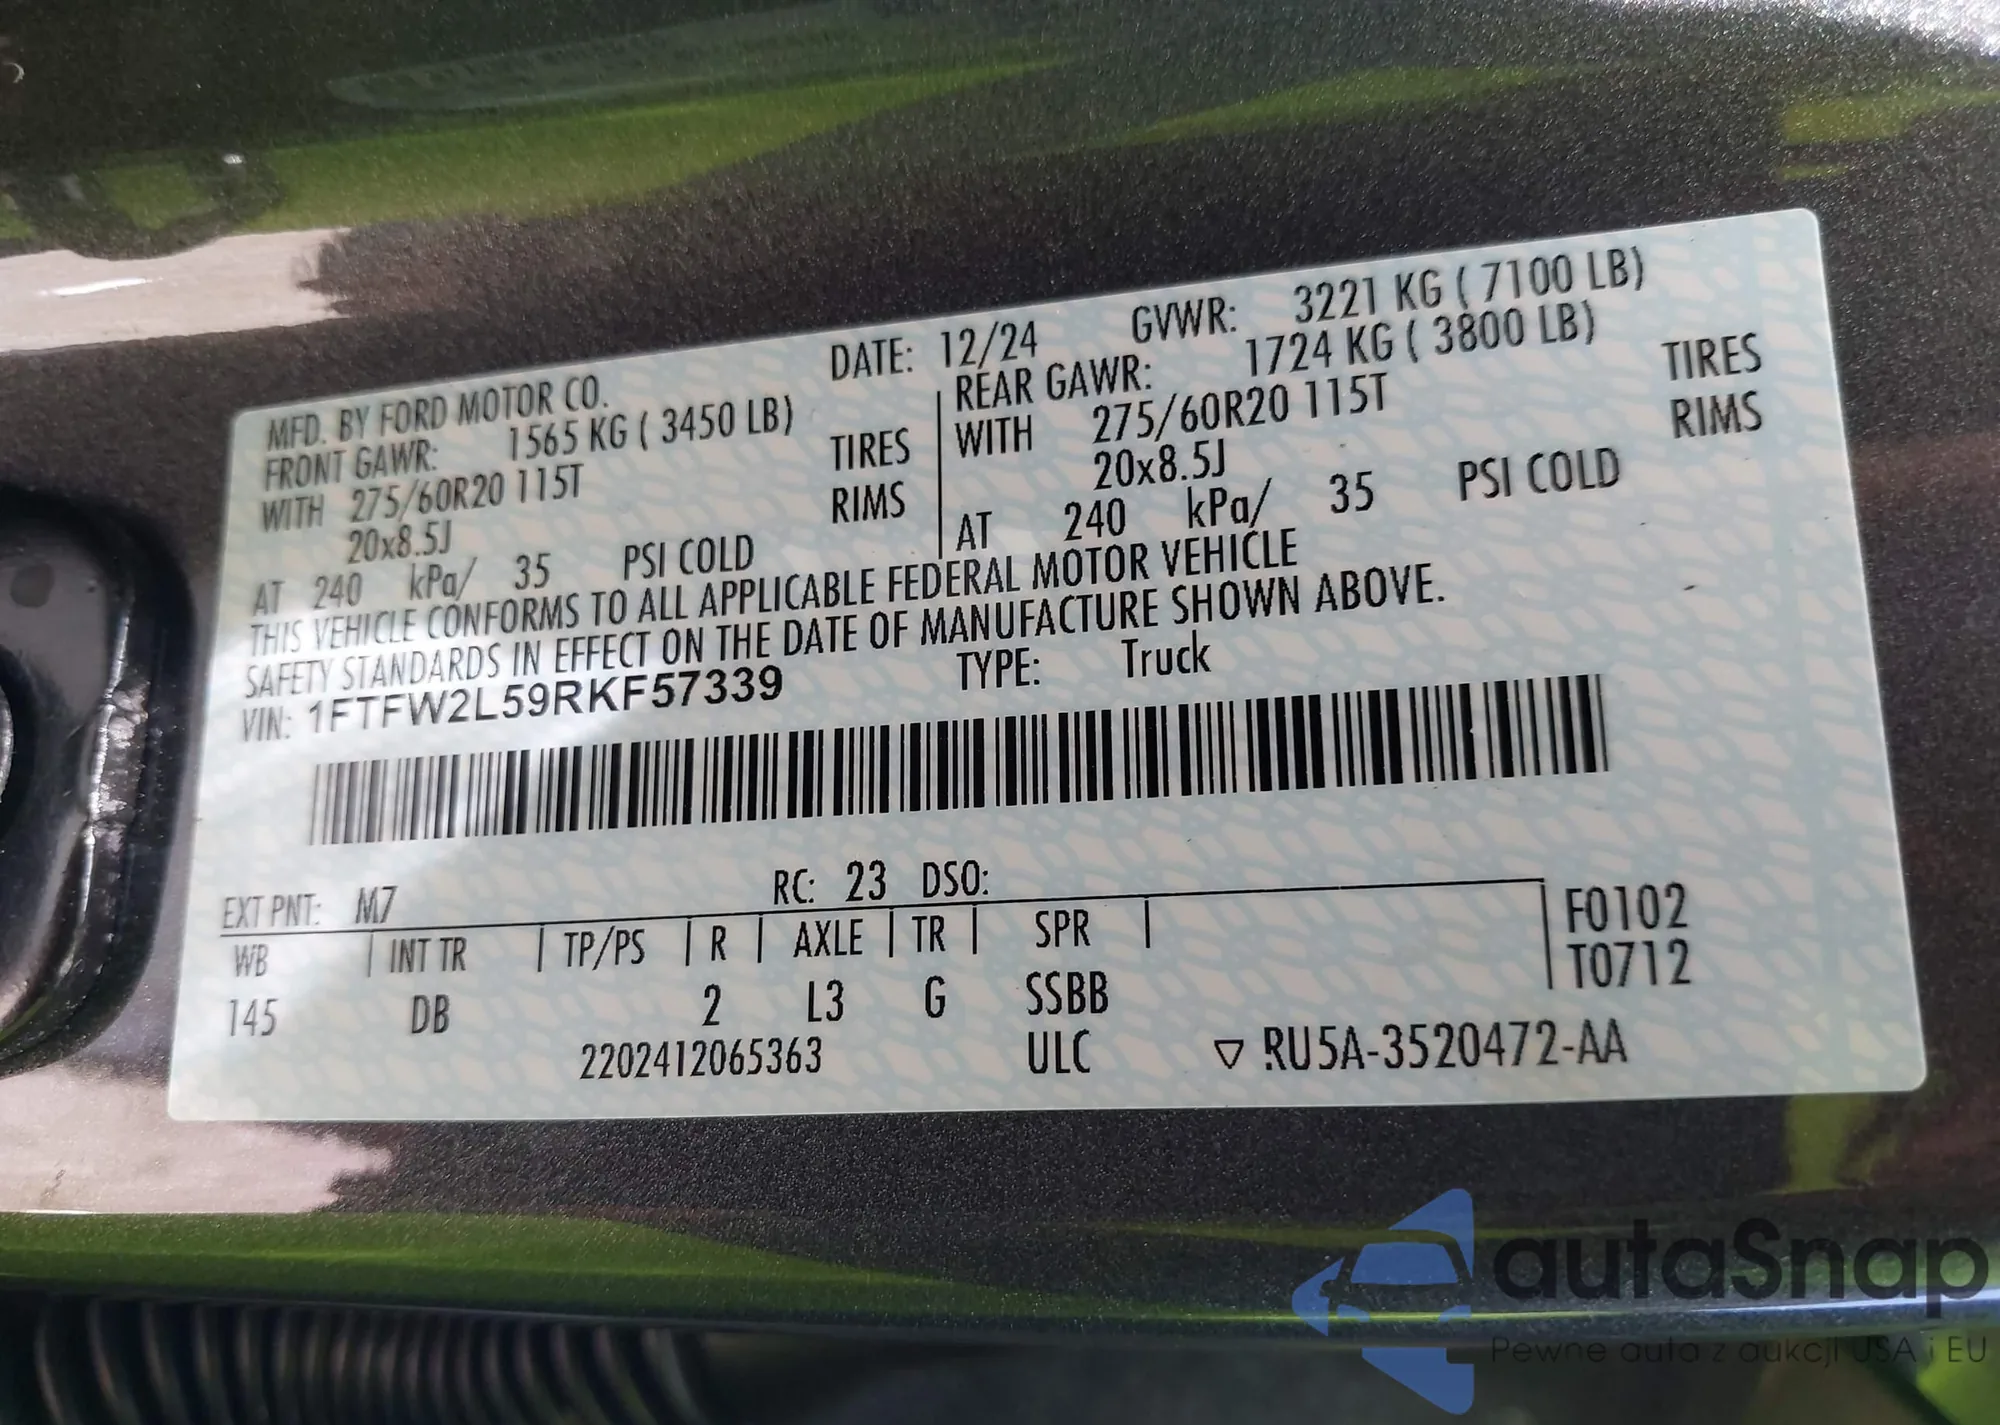 MFD. BY FORD MOTOR CO. DATE: 12/24 GVWR: 3221 KG ( 7100 LB)
FRONT GAWR: 1565 KG ( 3450 LB) REAR GAWR: 1724 KG ( 3800 LB)
WITH 275/60R20 115T TIRES WITH 275/60R20 115T TIRES
20x8.5J RIMS 20x8.5J RIMS
AT 240 kPa/ 35 PSI COLD AT 240 kPa/ 35 PSI COLD
THIS VEHICLE CONFORMS TO ALL APPLICABLE FEDERAL MOTOR VEHICLE
SAFETY STANDARDS IN EFFECT ON THE DATE OF MANUFACTURE SHOWN ABOVE.
VIN: 1FTFW2L59RKF57339 TYPE: Truck
EXT PNT: M7 RC: 23 DSO:
WB INT TR TP/PS R AXLE TR SPR F0102
T0712
145 DB 2 L3 G SSBB
2202412065363 ULC ▽ RU5A-3520472-AA
autaSnap
Pewne auta z aukcji USA i EU